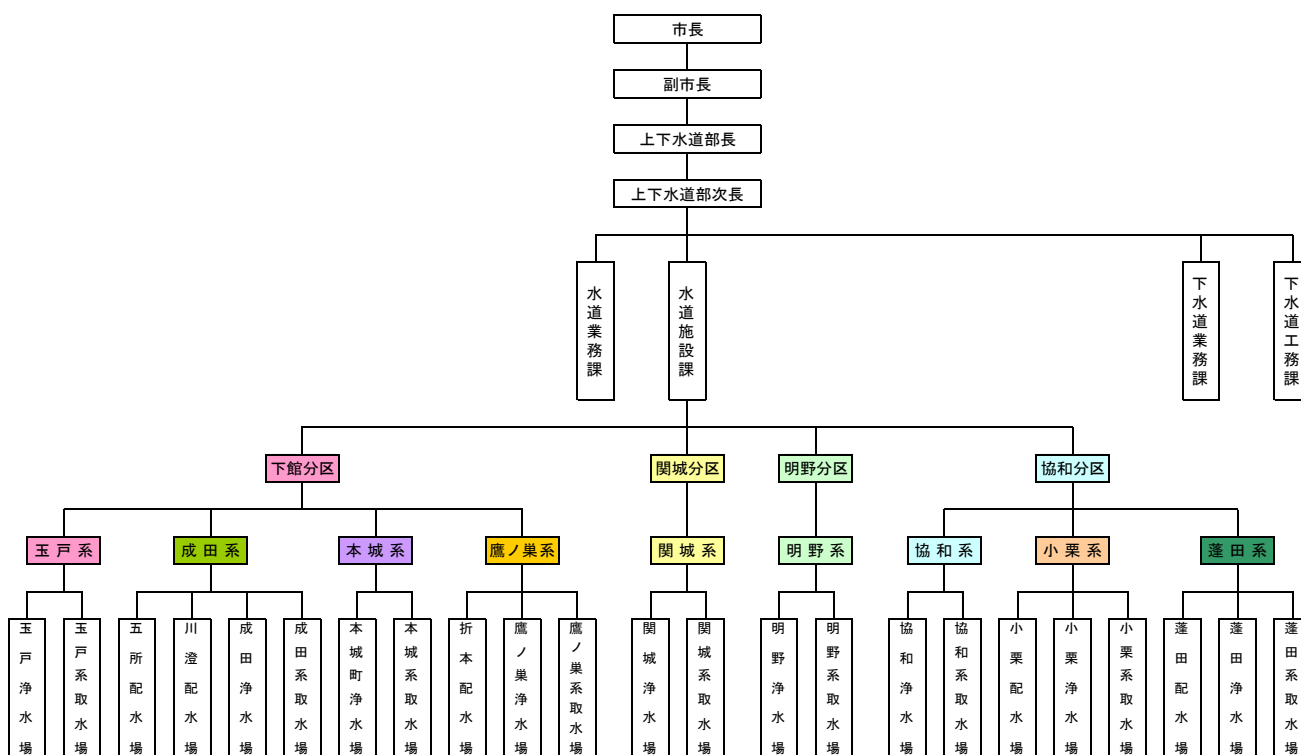 市長
副市長
上下水道部長
上下水道部次長
水道業務課
水道施設課
下水道業務課
下水道工務課
下館分区
関城分区
明野分区
協和分区
玉戸系
成田系
本城系
鷹ノ巣系
関城系
明野系
協和系
小栗系
蓬田系
玉戸浄水場
玉戸系取水場
五所配水場
川澄配水場
成田浄水場
成田系取水場
本城町浄水場
本城系取水場
折本配水場
鷹ノ巣浄水場
鷹ノ巣系取水場
関城浄水場
関城系取水場
明野浄水場
明野系取水場
協和浄水場
協和系取水場
小栗配水場
小栗浄水場
小栗系取水場
蓬田配水場
蓬田浄水場
蓬田系取水場